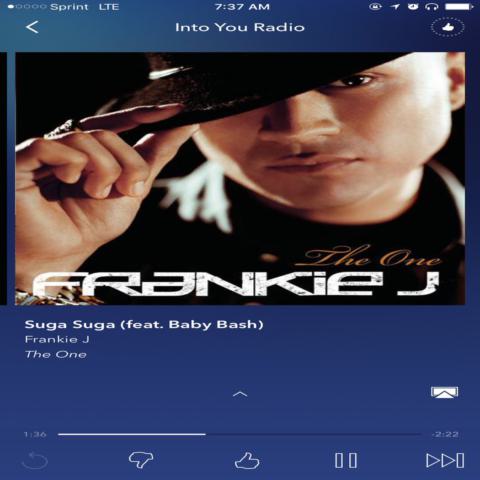 Sprint LTE 7:37 AM
Into You Radio
The One
FRANKIE J
Suga Suga (feat. Baby Bash)
Frankie J
The One
1:36 -2:22